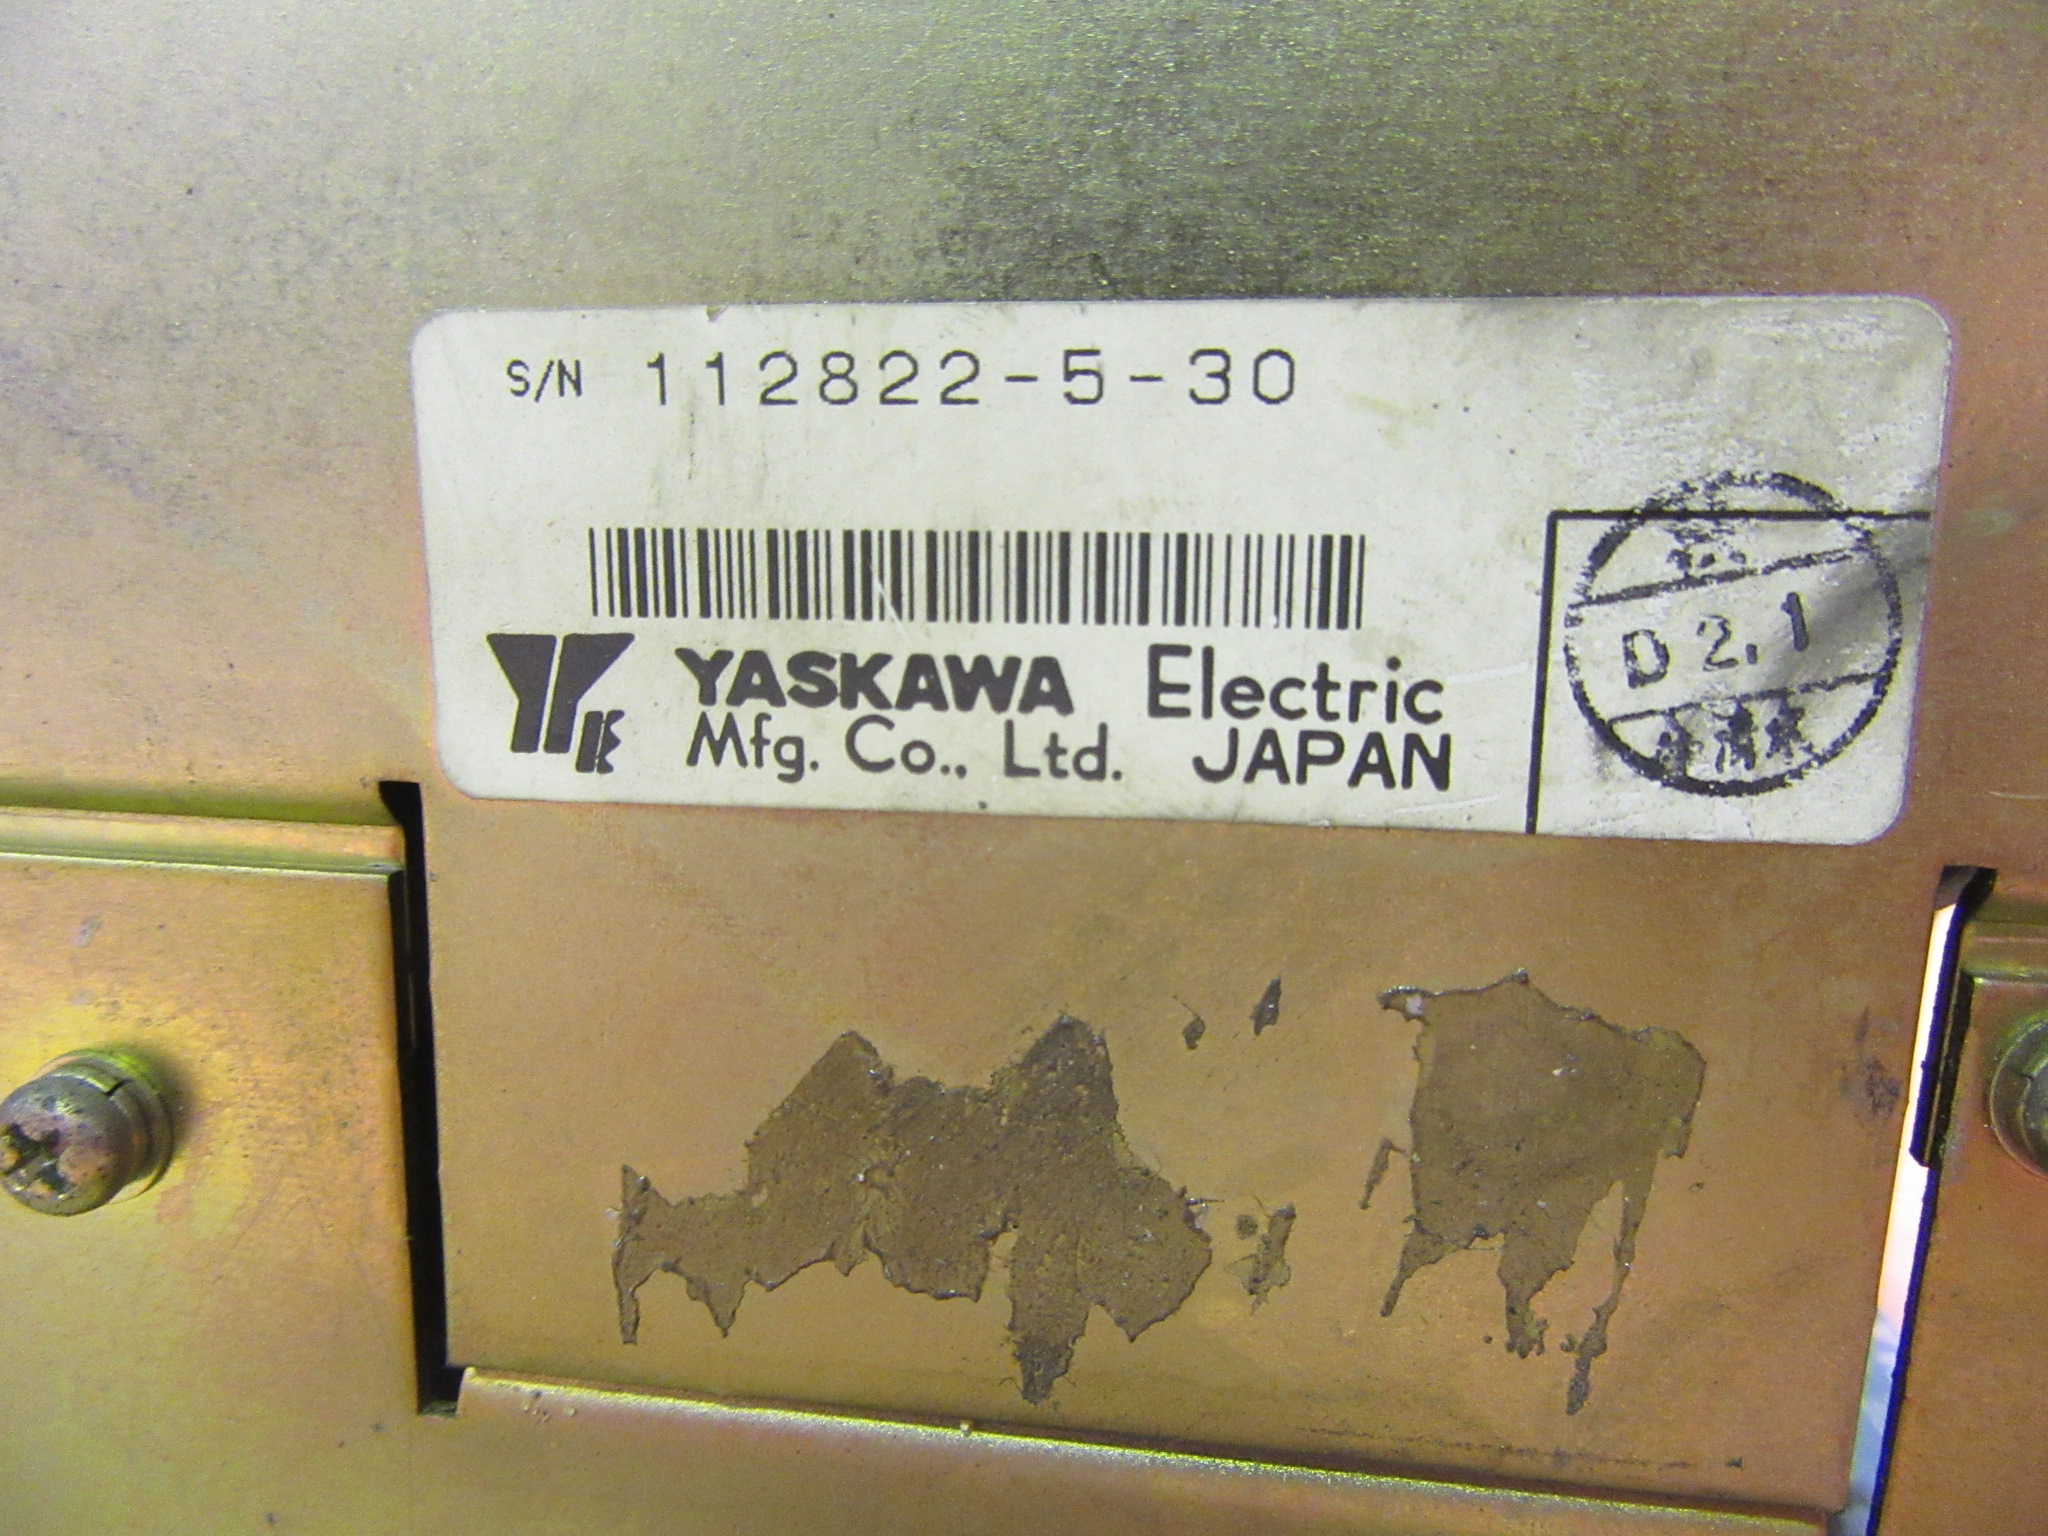 S/N 112822-5-30
YASKAWA Electric
Mfg. Co., Ltd. JAPAN
D 2.1